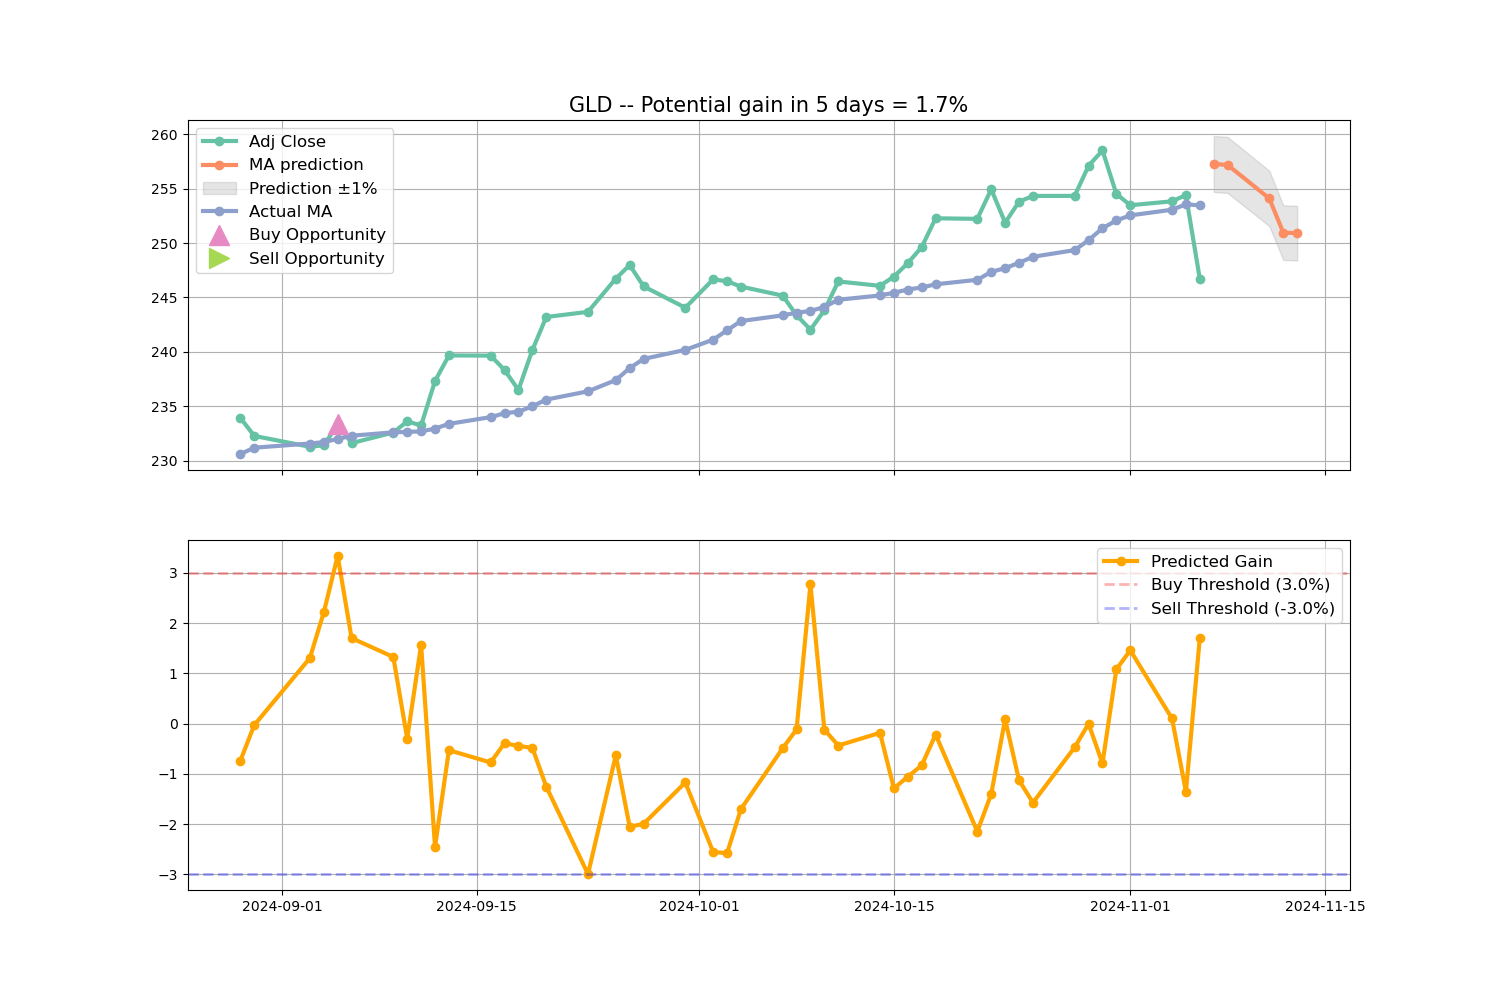 GLD -- Potential gain in 5 days = 1.7%
260
255
250
245
240
235
230
Adj Close
MA prediction
Prediction ±1%
Actual MA
Buy Opportunity
Sell Opportunity
3
2
1
0
−1
−2
−3
Predicted Gain
Buy Threshold (3.0%)
Sell Threshold (-3.0%)
2024-09-01
2024-09-15
2024-10-01
2024-10-15
2024-11-01
2024-11-15